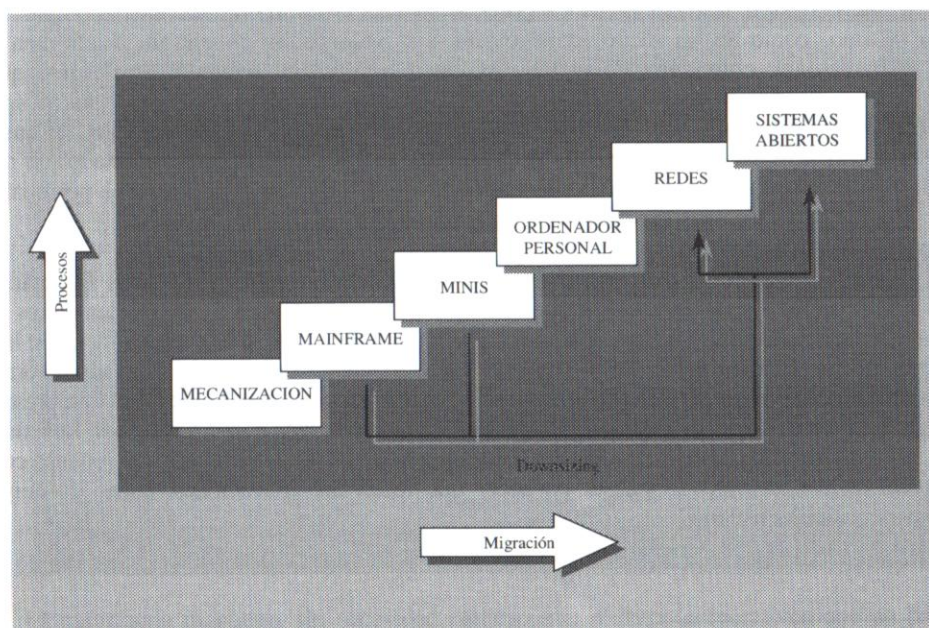 SISTEMAS
ABIERTOS
REDES
ORDENADOR
PERSONAL
MINIS
MAINFRAME
MECANIZACION
Procesos
Downsizing
Migración